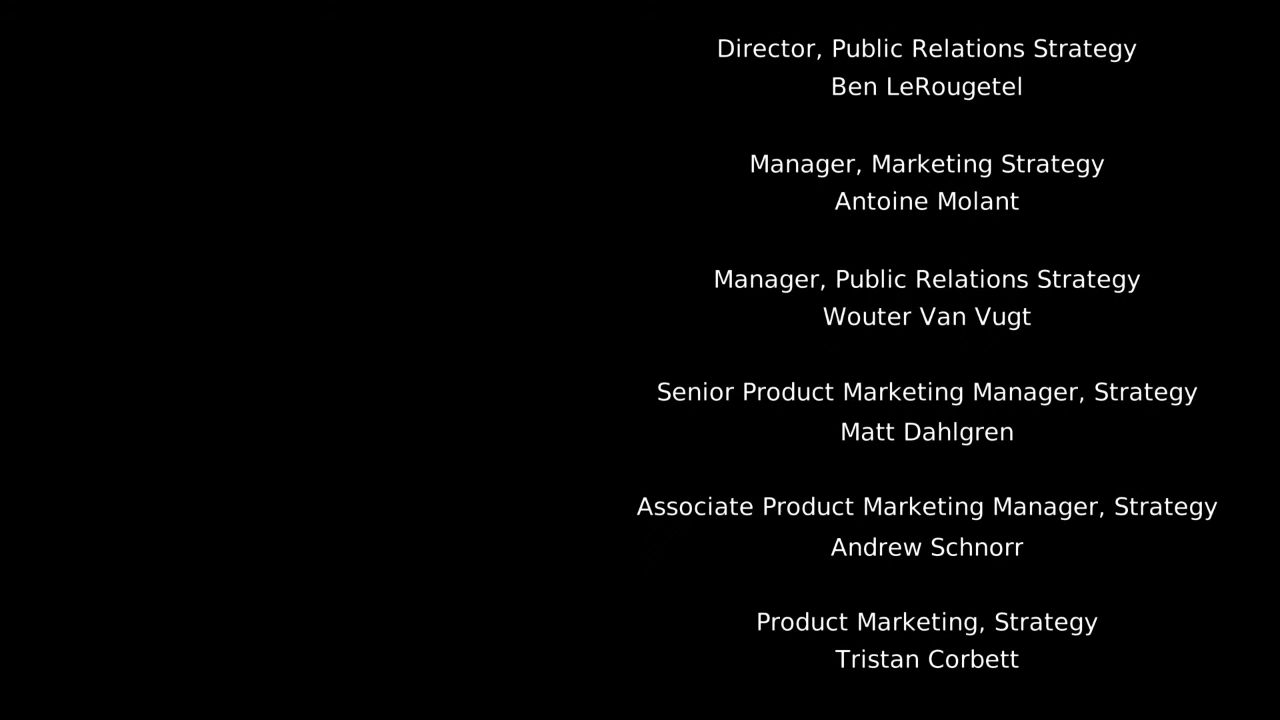 Director, Public Relations Strategy
Ben LeRougetel
Manager, Marketing Strategy
Antoine Molant
Manager, Public Relations Strategy
Wouter Van Vugt
Senior Product Marketing Manager, Strategy
Matt Dahlgren
Associate Product Marketing Manager, Strategy
Andrew Schnorr
Product Marketing, Strategy
Tristan Corbett